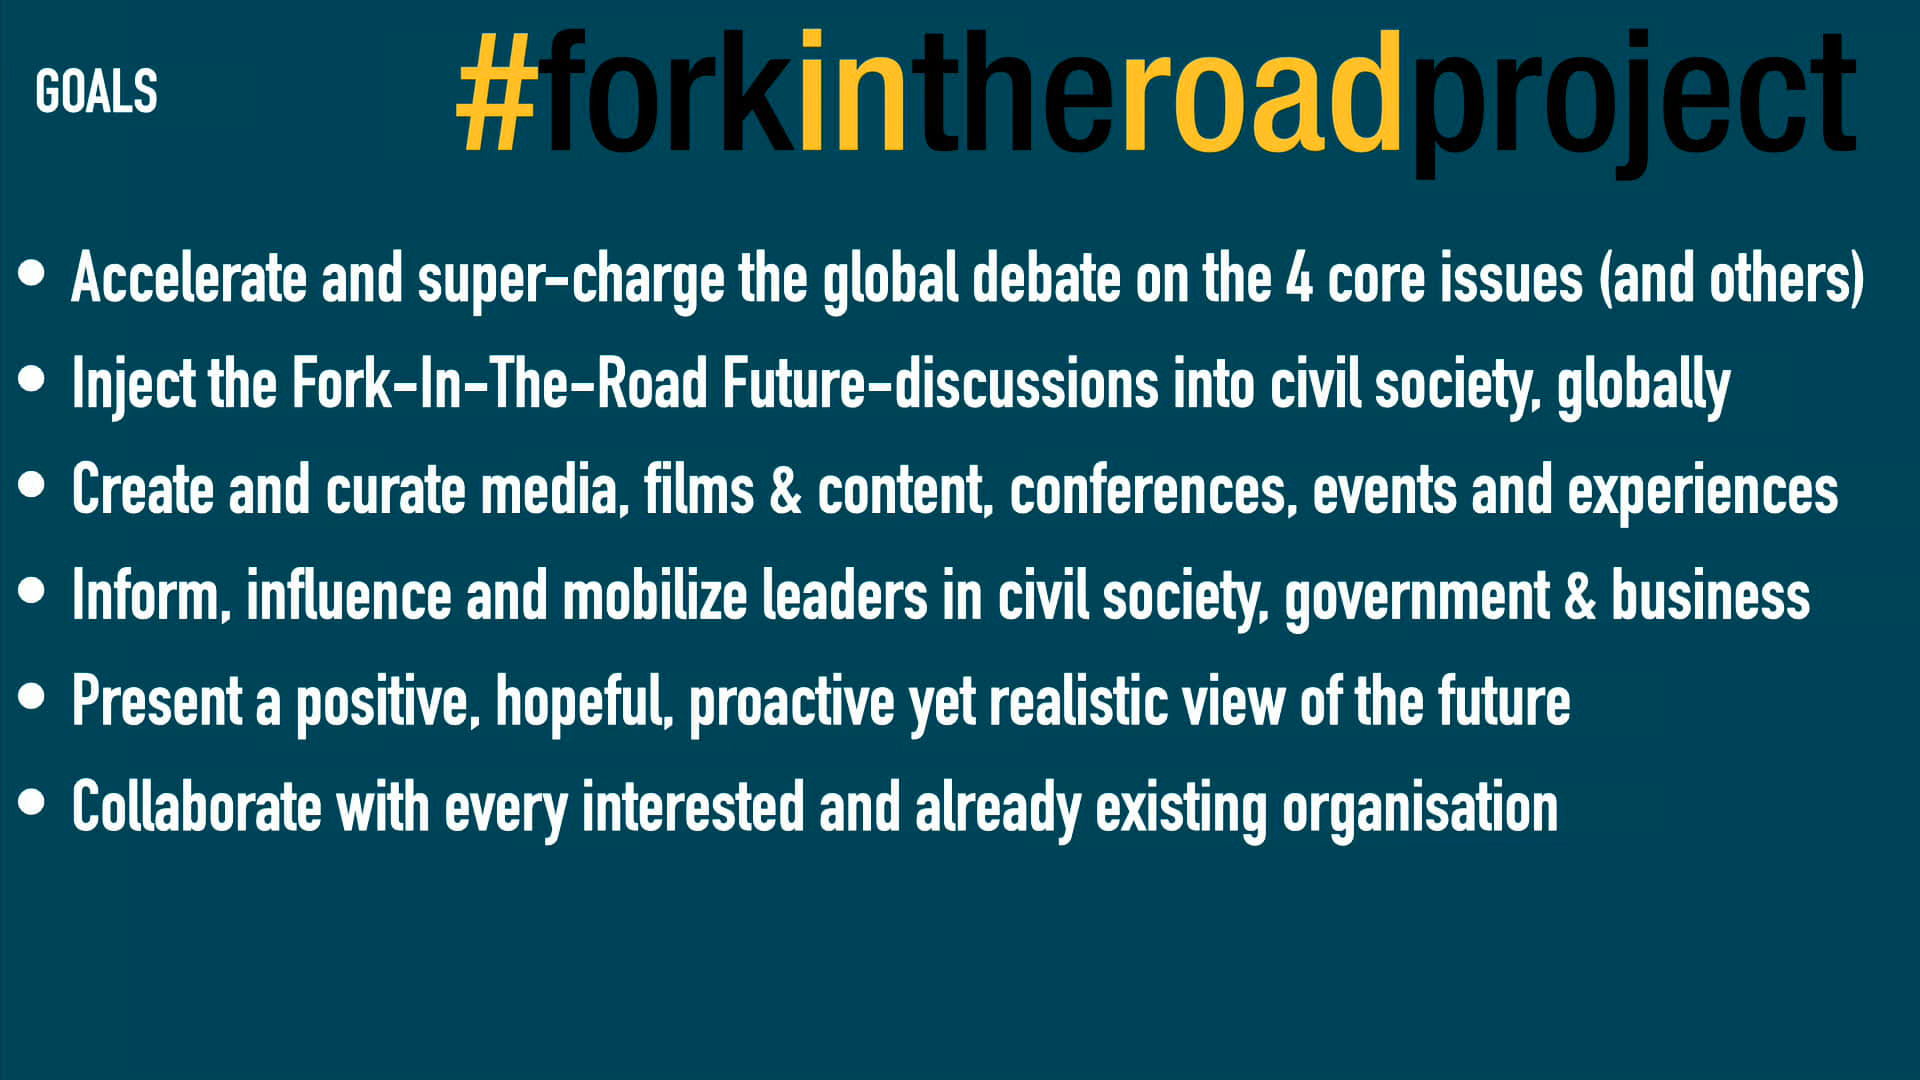 GOALS
#forkintheroadproject
• Accelerate and super-charge the global debate on the 4 core issues (and others)
• Inject the Fork-In-The-Road Future-discussions into civil society, globally
• Create and curate media, films & content, conferences, events and experiences
• Inform, influence and mobilize leaders in civil society, government & business
• Present a positive, hopeful, proactive yet realistic view of the future
• Collaborate with every interested and already existing organisation